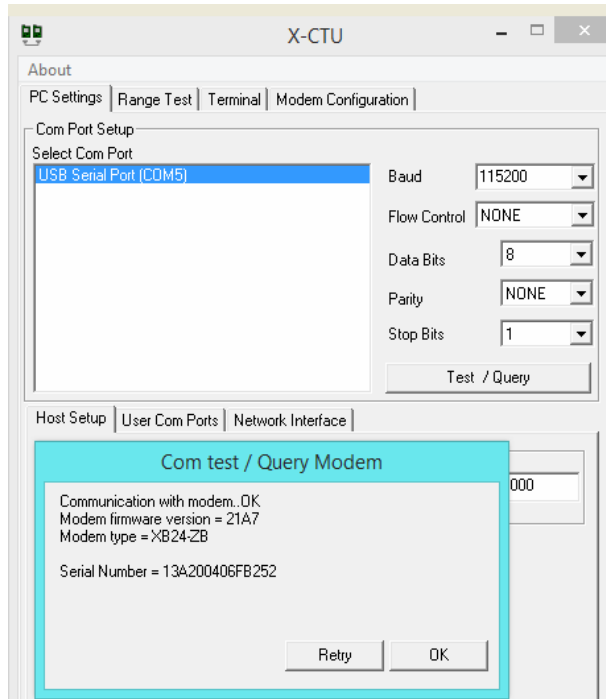 X-CTU
About
PC Settings Range Test Terminal Modem Configuration
Com Port Setup
Select Com Port
USB Serial Port (COM5)
Baud 115200
Flow Control NONE
Data Bits 8
Parity NONE
Stop Bits 1
Test / Query
Host Setup User Com Ports Network Interface
Com test / Query Modem
000
Communication with modem..OK
Modem firmware version = 21A7
Modem type = XB24-ZB
Serial Number = 13A200406FB252
Retry OK